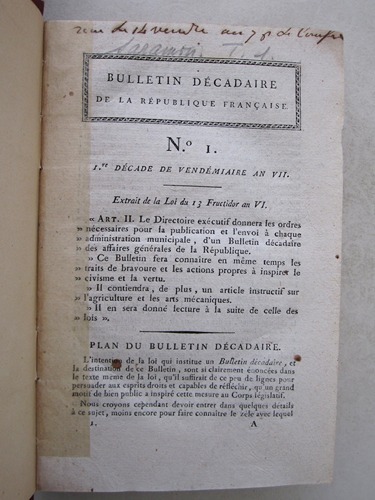 an 7
BULLETIN DÉCADAIRE
DE LA RÉPUBLIQUE FRANÇAISE.
N.º 1.
1.re DÉCADE DE VENDÉMIAIRE AN VII.
Extrait de la Loi du 13 Fructidor an VI.
« ART. II. Le Directoire exécutif donnera les ordres
» nécessaires pour la publication et l'envoi à chaque
» administration municipale, d'un Bulletin décadaire
» des affaires générales de la République.
» Ce Bulletin fera connaître en même temps les
» traits de bravoure et les actions propres à inspirer le
» civisme et la vertu.
» Il contiendra, de plus, un article instructif sur
» l'agriculture et les arts mécaniques.
» Il en sera donné lecture à la suite de celle des
» lois ».
PLAN DU BULLETIN DÉCADAIRE.
L'intention de la loi qui institue un Bulletin décadaire, et
la destination de ce Bulletin, sont si clairement énoncées dans
le texte même de la loi, qu'il suffirait de ce peu de lignes pour
persuader aux esprits droits et capables de réfléchir, qu'un grand
motif de bien public a inspiré cette mesure au Corps législatif.
Nous croyons cependant devoir entrer dans quelques détails
à ce sujet, moins encore pour faire connaître le zèle avec lequel
1. A